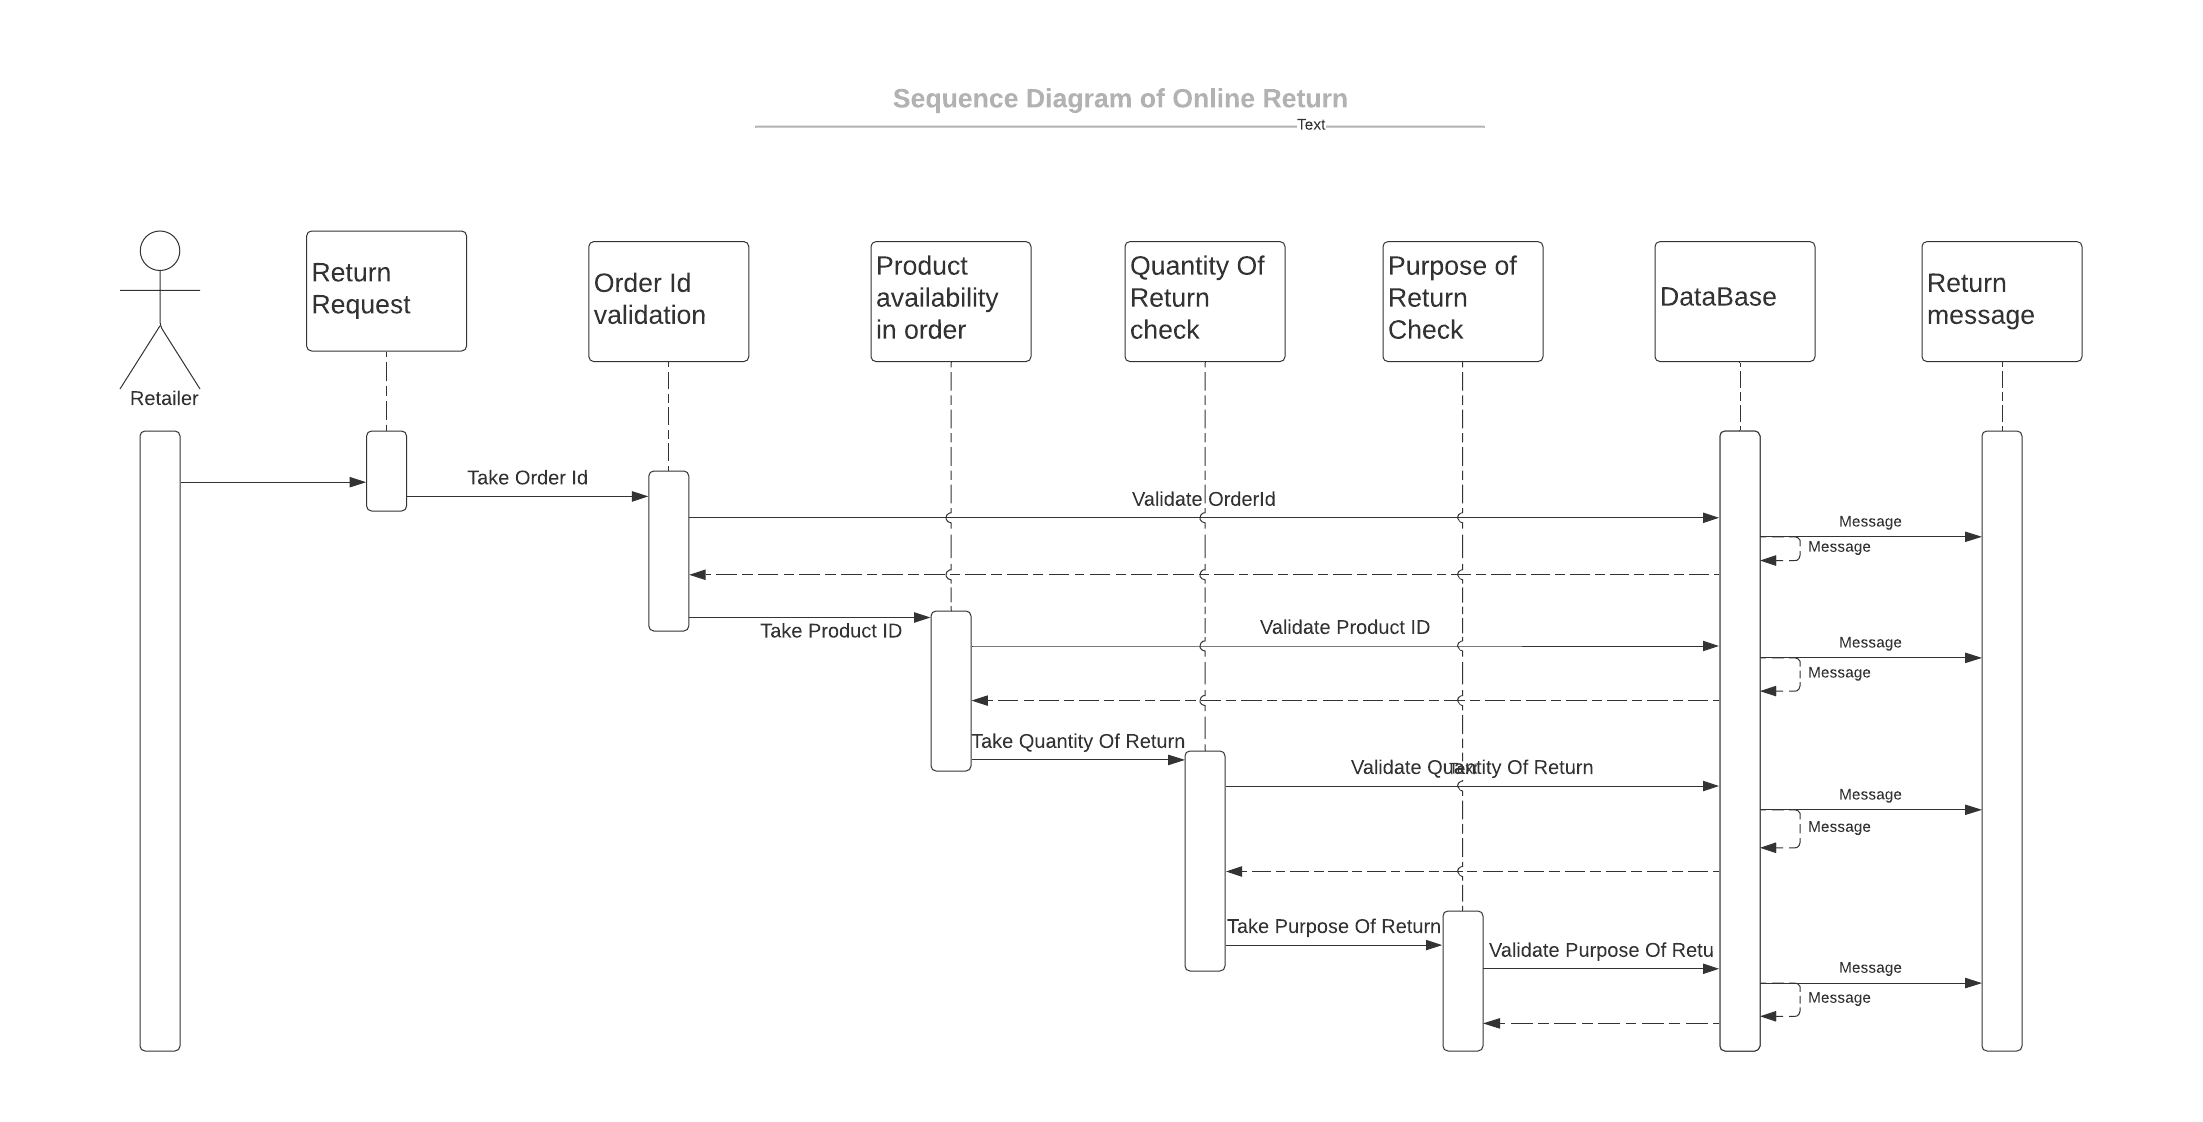 Sequence Diagram of Online Return
Text
Retailer
Return
Request
Order Id
validation
Product
availability
in order
Quantity Of
Return
check
Purpose of
Return
Check
DataBase
Return
message
Take Order Id
Validate OrderId
Message
Message
Take Product ID
Validate Product ID
Message
Message
Take Quantity Of Return
Validate Quantity Of Return
Text
Message
Message
Take Purpose Of Return
Validate Purpose Of Retu
Message
Message